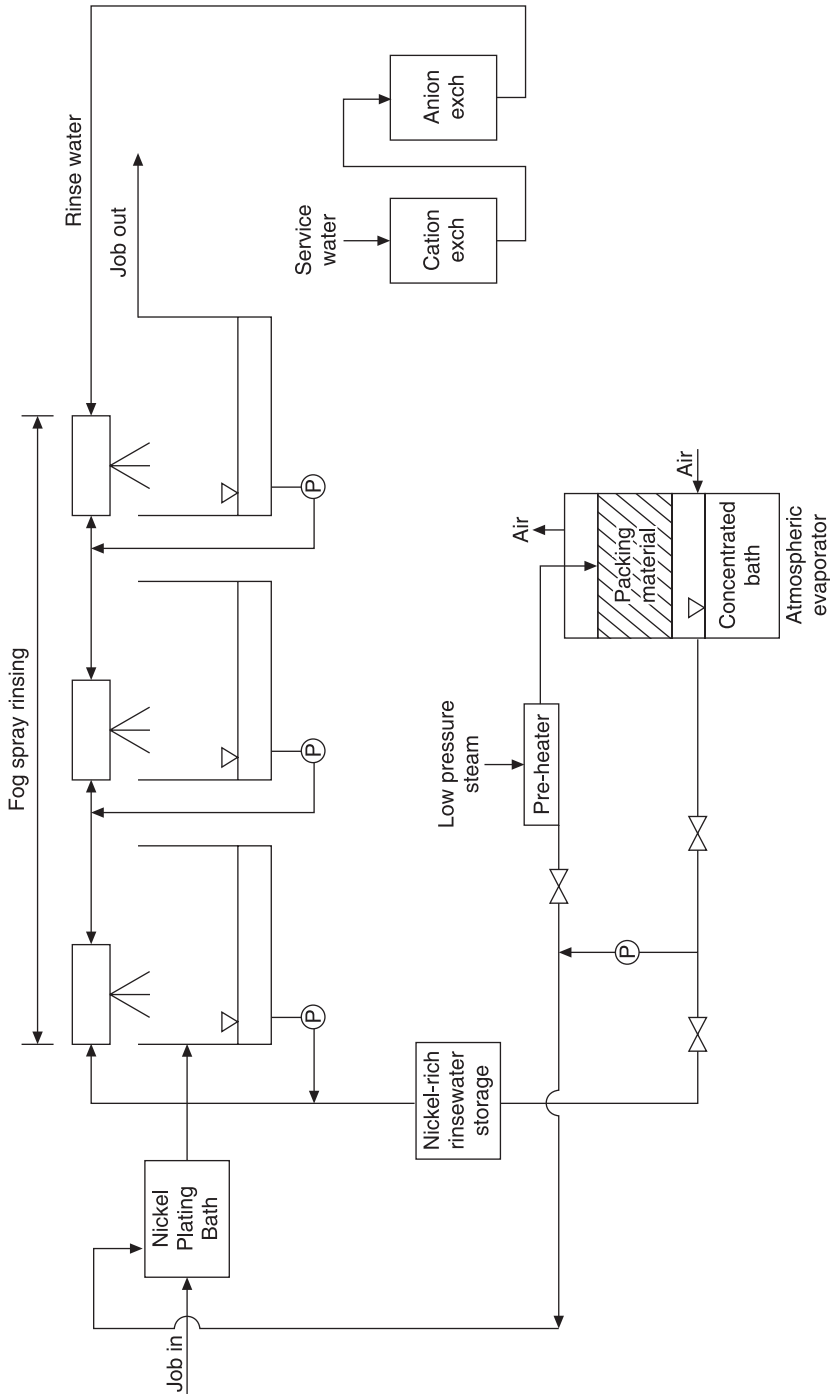 Fog spray rinsing
Rinse water
Job out
P
P
P
Job in
Nickel
Plating
Bath
Nickel-rich
rinsewater
storage
Service
water
Cation
exch
Anion
exch
Low pressure
steam
Pre-heater
P
Air
Air
Packing
material
Concentrated
bath
Atmospheric
evaporator